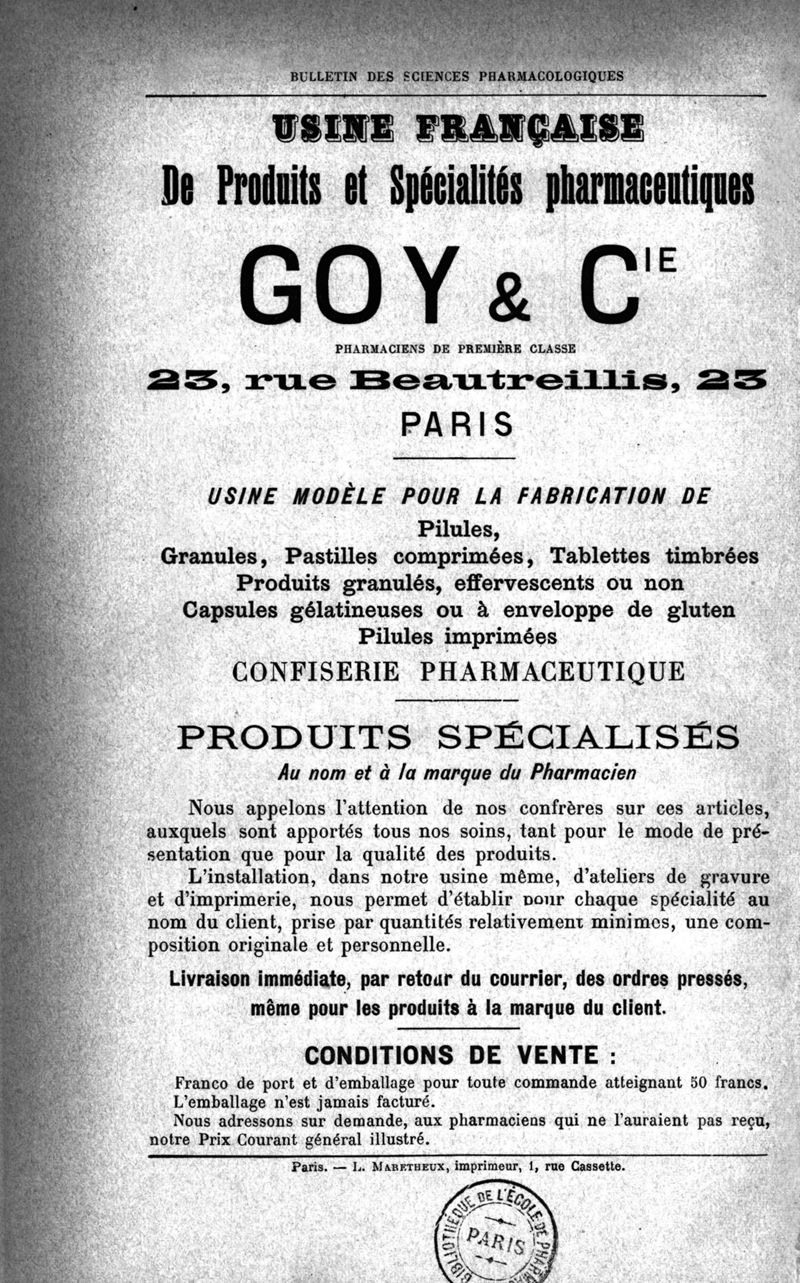 BULLETIN DES SCIENCES PHARMACOLOGIQUES
USINE FRANÇAISE
De Produits et Spécialités pharmaceutiques
GOY & CIE
PHARMACIENS DE PREMIÈRE CLASSE
23, rue Beautreillis, 23
PARIS
USINE MODÈLE POUR LA FABRICATION DE
Pilules,
Granules, Pastilles comprimées, Tablettes timbrées
Produits granulés, effervescents ou non
Capsules gélatineuses ou à enveloppe de gluten
Pilules imprimées
CONFISERIE PHARMACEUTIQUE
PRODUITS SPÉCIALISÉS
Au nom et à la marque du Pharmacien
Nous appelons l'attention de nos confrères sur ces articles,
auxquels sont apportés tous nos soins, tant pour le mode de pré-
sentation que pour la qualité des produits.
L'installation, dans notre usine même, d'ateliers de gravure
et d'imprimerie, nous permet d'établir pour chaque spécialité au
nom du client, prise par quantités relativement minimes, une com-
position originale et personnelle.
Livraison immédiate, par retour du courrier, des ordres pressés,
même pour les produits à la marque du client.
CONDITIONS DE VENTE :
Franco de port et d'emballage pour toute commande atteignant 50 francs.
L'emballage n'est jamais facturé.
Nous adressons sur demande, aux pharmaciens qui ne l'auraient pas reçu,
notre Prix Courant général illustré.
Paris. — L. MARETHEUX, imprimeur, 1, rue Cassette.
BIBLIOTHÈQUE DE L'ÉCOLE DE PHARM
PARIS